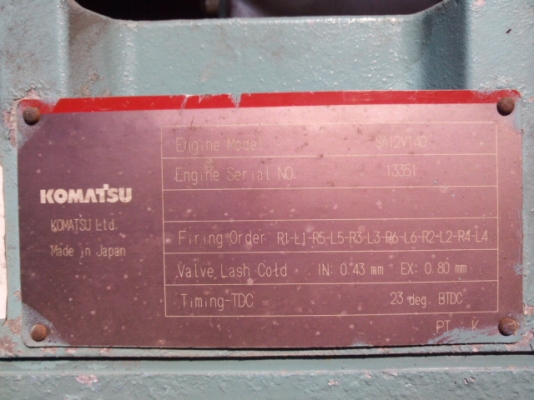 KOMATSU
KOMATSU Ltd.
Made in Japan
Engine Model SA12V140
Engine Serial NO. 13351
Firing Order R1-L1-R5-L5-R3-L3-R6-L6-R2-L2-R4-L4
Valve Lash Cold IN: 0.43 mm EX: 0.80 mm
Timing-TDC 23 deg. BTDC
PT - K